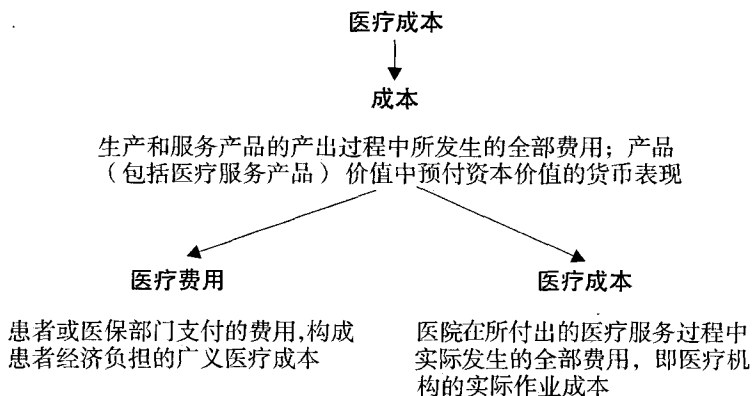 医疗成本
成本
生产和服务产品的产出过程中所发生的全部费用；产品
（包括医疗服务产品）价值中预付资本价值的货币表现
医疗费用
患者或医保部门支付的费用,构成
患者经济负担的广义医疗成本
医疗成本
医院在所付出的医疗服务过程中
实际发生的全部费用，即医疗机
构的实际作业成本